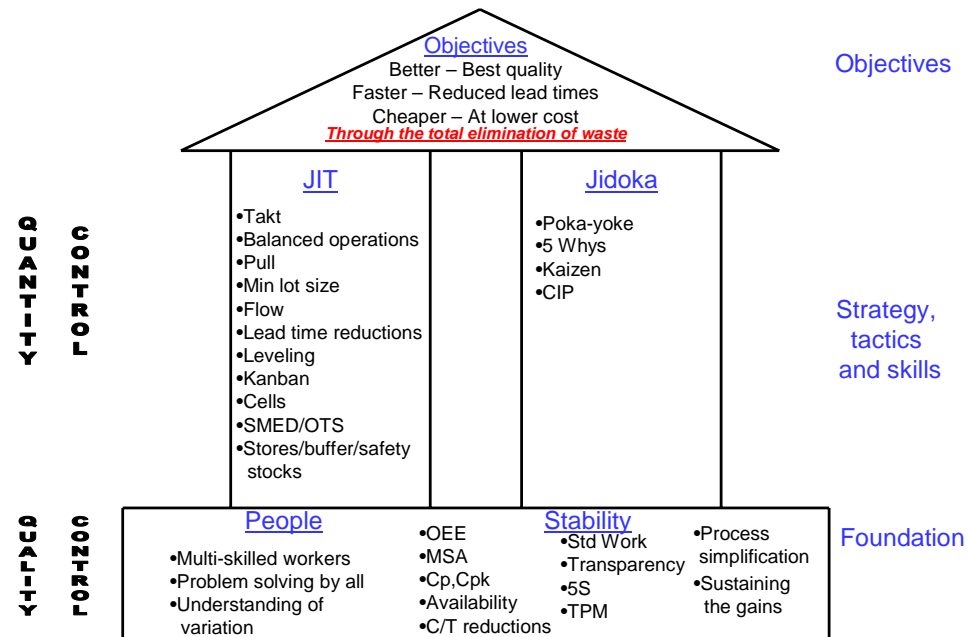 Objectives
Better – Best quality
Faster – Reduced lead times
Cheaper – At lower cost
Through the total elimination of waste
Objectives
JIT
•Takt
•Balanced operations
•Pull
•Min lot size
•Flow
•Lead time reductions
•Leveling
•Kanban
•Cells
•SMED/OTS
•Stores/buffer/safety
stocks
Jidoka
•Poka-yoke
•5 Whys
•Kaizen
•CIP
QUANTITY
CONTROL
Strategy,
tactics
and skills
QUALITY
CONTROL
People
•Multi-skilled workers
•Problem solving by all
•Understanding of
variation
•OEE
•MSA
•Cp,Cpk
•Availability
•C/T reductions
Stability
•Std Work
•Transparency
•5S
•TPM
•Process
simplification
•Sustaining
the gains
Foundation